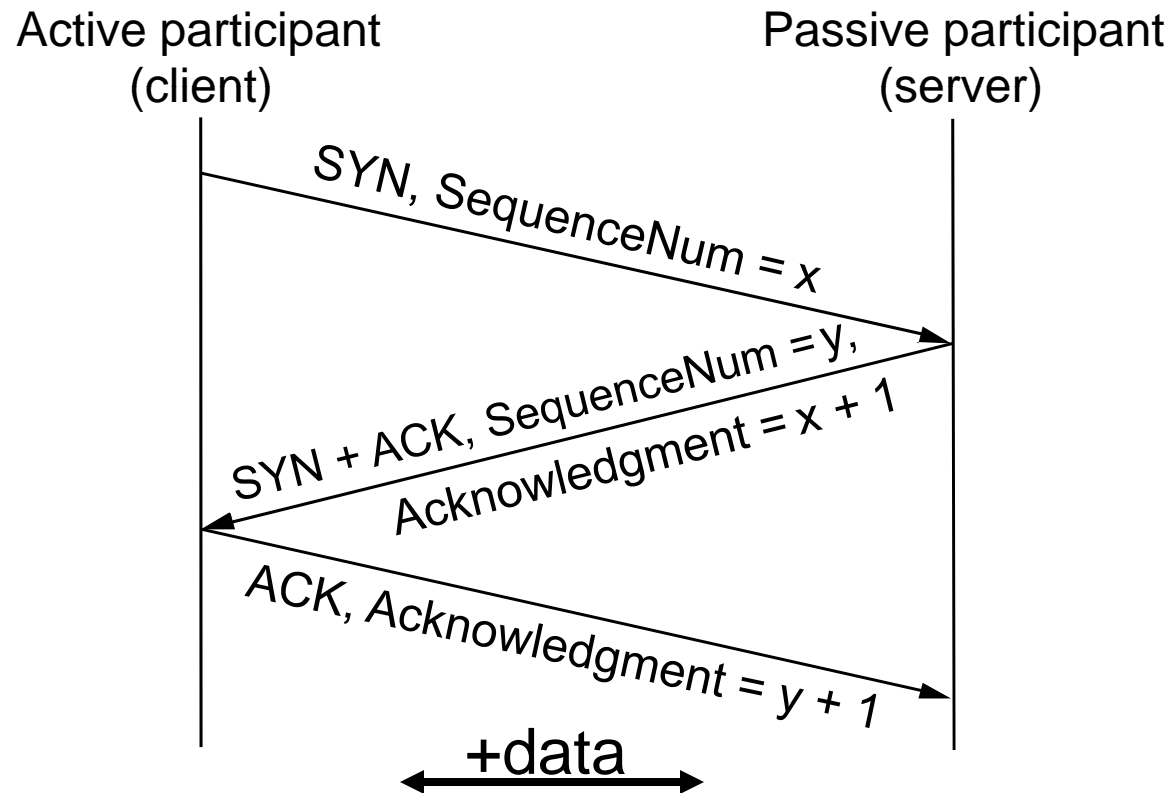 Active participant
(client)
Passive participant
(server)
SYN, SequenceNum = x
SYN + ACK, SequenceNum = y,
Acknowledgment = x + 1
ACK, Acknowledgment = y + 1
+data